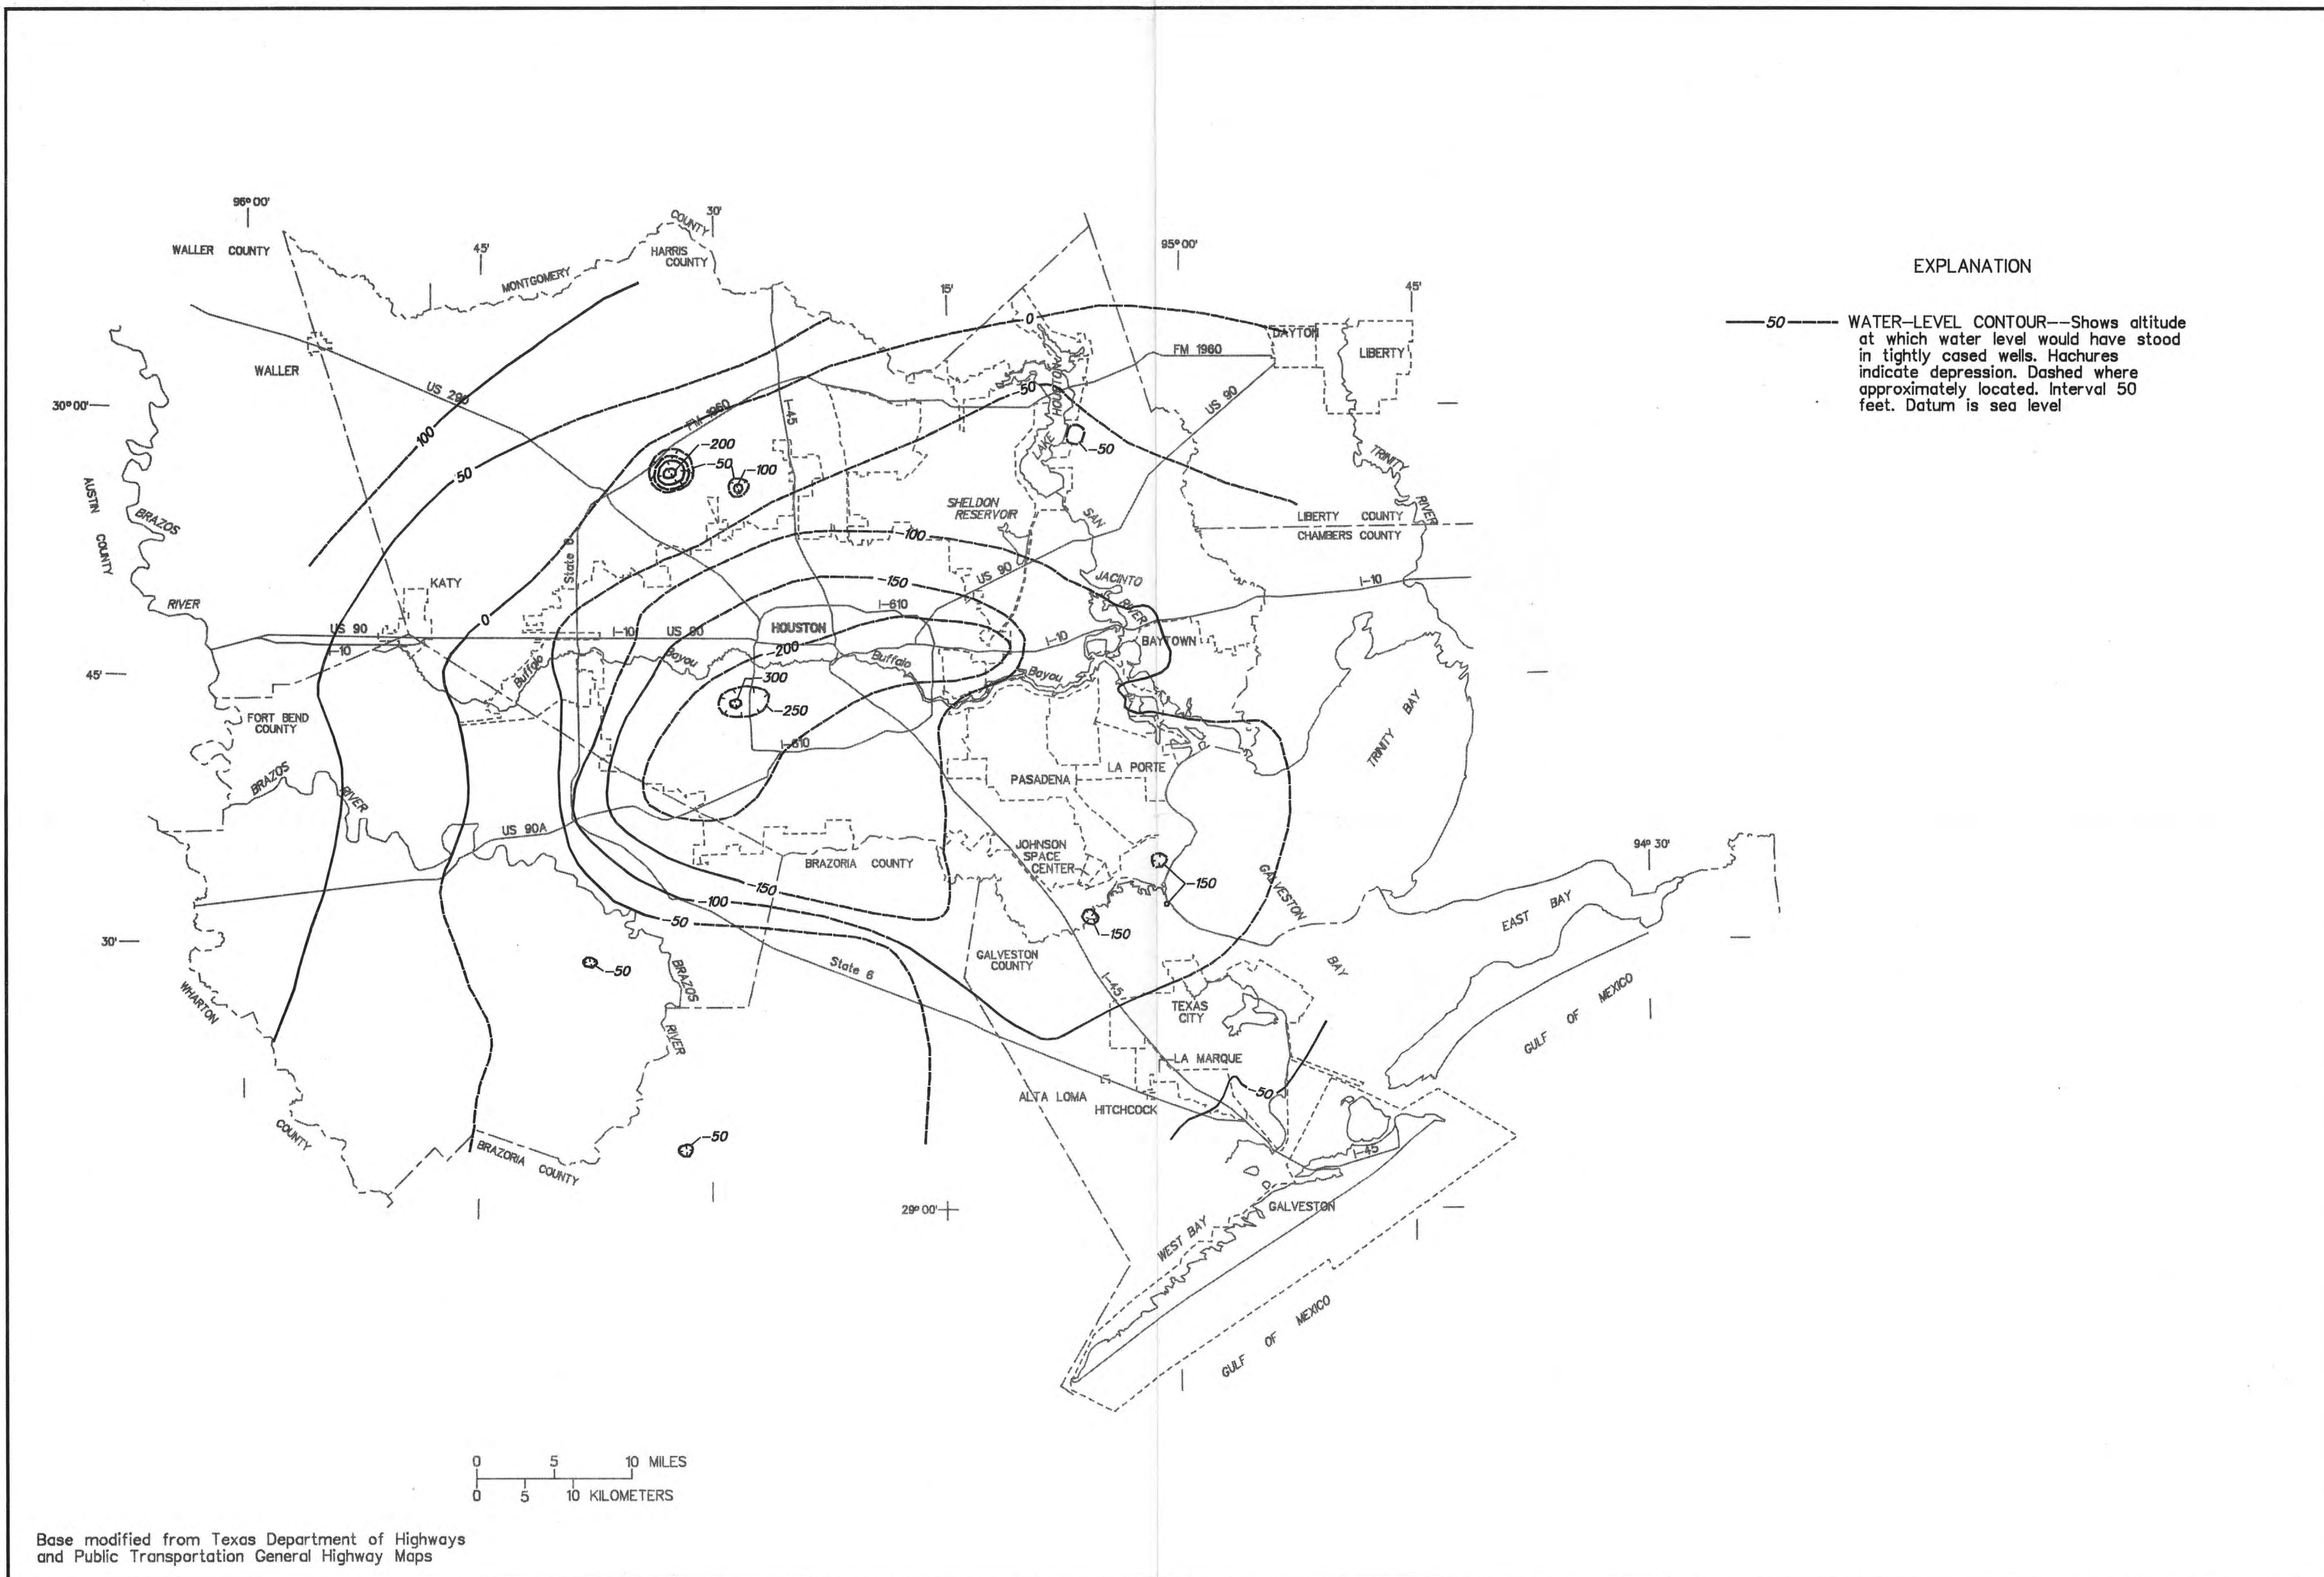 96° 00'
30'
COUNTY
WALLER COUNTY
45'
HARRIS
COUNTY
95° 00'
MONTGOMERY
15'
45'
EXPLANATION
50
WATER-LEVEL CONTOUR--Shows altitude
at which water level would have stood
in tightly cased wells. Hachures
indicate depression. Dashed where
approximately located. Interval 50
feet. Datum is sea level
0
DAYTON
LIBERTY
FM 1960
WALLER
US 290
50
HOUSTON
LAKE
US 90
30° 00'
FM 1960
I-45
100
50
-200
-50
-100
-50
TRINITY
RIVER
AUSTIN
COUNTY
BRAZOS
RIVER
SHELDON
RESERVOIR
SAN
JACINTO
RIVER
LIBERTY COUNTY
CHAMBERS COUNTY
-100
State 6
KATY
-150
US 90
I-10
I-610
0
US 90
I-10
I-10
US 90
HOUSTON
I-10
BAYTOWN
-200
Buffalo
Bayou
Buffalo
Bayou
45'
-300
-250
FORT BEND
COUNTY
I-610
TRINITY BAY
BRAZOS
RIVER
PASADENA
LA PORTE
US 90A
JOHNSON
SPACE
CENTER
BRAZORIA COUNTY
94° 30'
-150
-150
-100
-50
-150
GALVESTON
BAY
EAST BAY
30'
GALVESTON
COUNTY
State 6
-50
BRAZOS
RIVER
WHARTON
COUNTY
I-45
TEXAS
CITY
GULF OF MEXICO
LA MARQUE
-50
ALTA LOMA
HITCHCOCK
-50
BRAZORIA COUNTY
I-45
29° 00'
GALVESTON
WEST BAY
GULF OF MEXICO
0 5 10 MILES
0 5 10 KILOMETERS
Base modified from Texas Department of Highways
and Public Transportation General Highway Maps